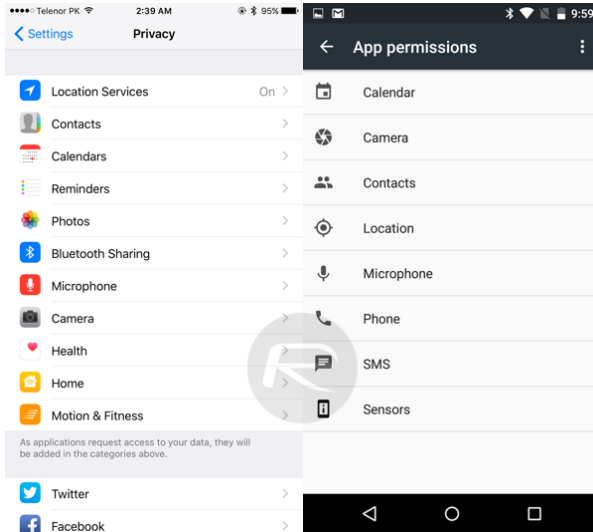 Telenor PK
2:39 AM
95%
Settings
Privacy
Location Services
On
Contacts
Calendars
Reminders
Photos
Bluetooth Sharing
Microphone
Camera
Health
Home
Motion & Fitness
As applications request access to your data, they will
be added in the categories above.
Twitter
Facebook
9:59
App permissions
Calendar
Camera
Contacts
Location
Microphone
Phone
SMS
Sensors